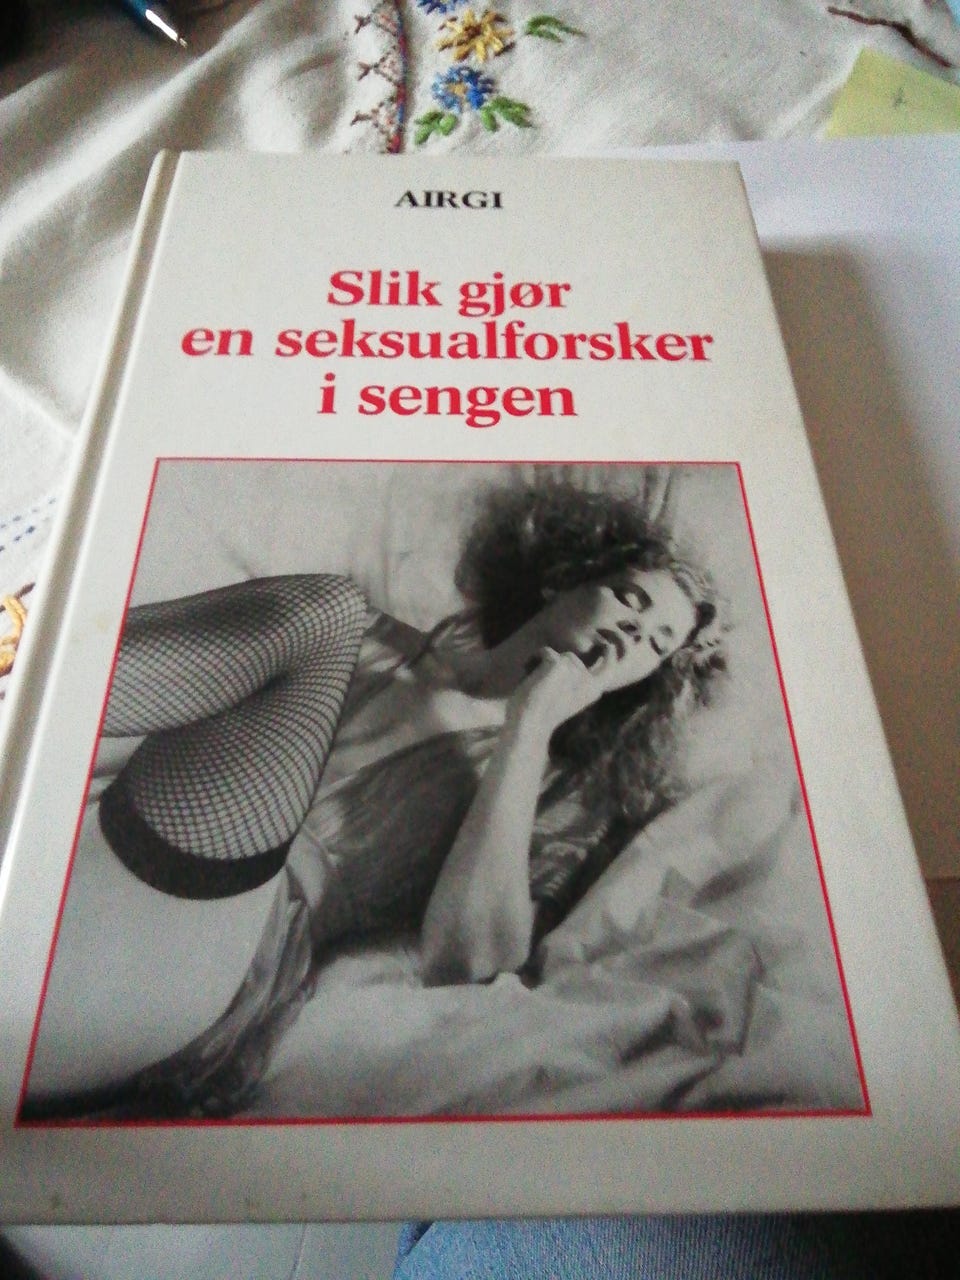 AIRGI
Slik gjør
en seksualforsker
i sengen